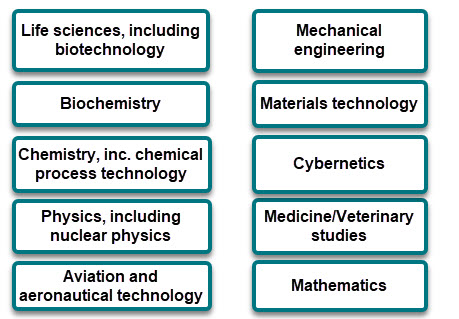 Life sciences, including
biotechnology
Mechanical
engineering
Biochemistry
Materials technology
Chemistry, inc. chemical
process technology
Cybernetics
Physics, including
nuclear physics
Medicine/Veterinary
studies
Aviation and
aeronautical technology
Mathematics